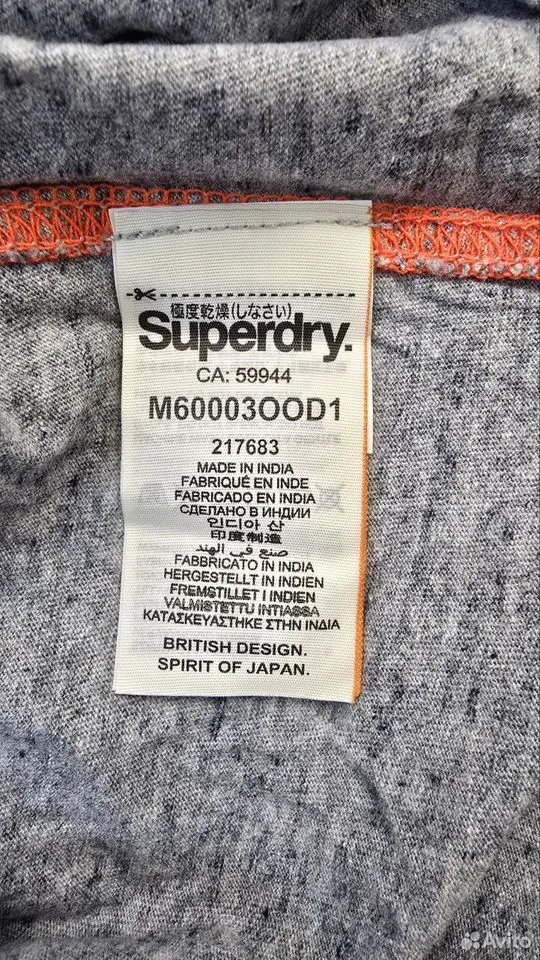 極度乾燥(しなさい)
Superdry.
CA: 59944
M60003OOD1
217683
MADE IN INDIA
FABRIQUÉ EN INDE
FABRICADO EN INDIA
СДЕЛАНО В ИНДИИ
인디아 산
印度制造
صنع في الهند
FABBRICATO IN INDIA
HERGESTELLT IN INDIEN
FREMSTILLET I INDIEN
VALMISTETTU INTIASSA
ΚΑΤΑΣΚΕΥΑΣΤΗΚΕ ΣΤΗΝ ΙΝΔΙΑ
BRITISH DESIGN.
SPIRIT OF JAPAN.
Avito